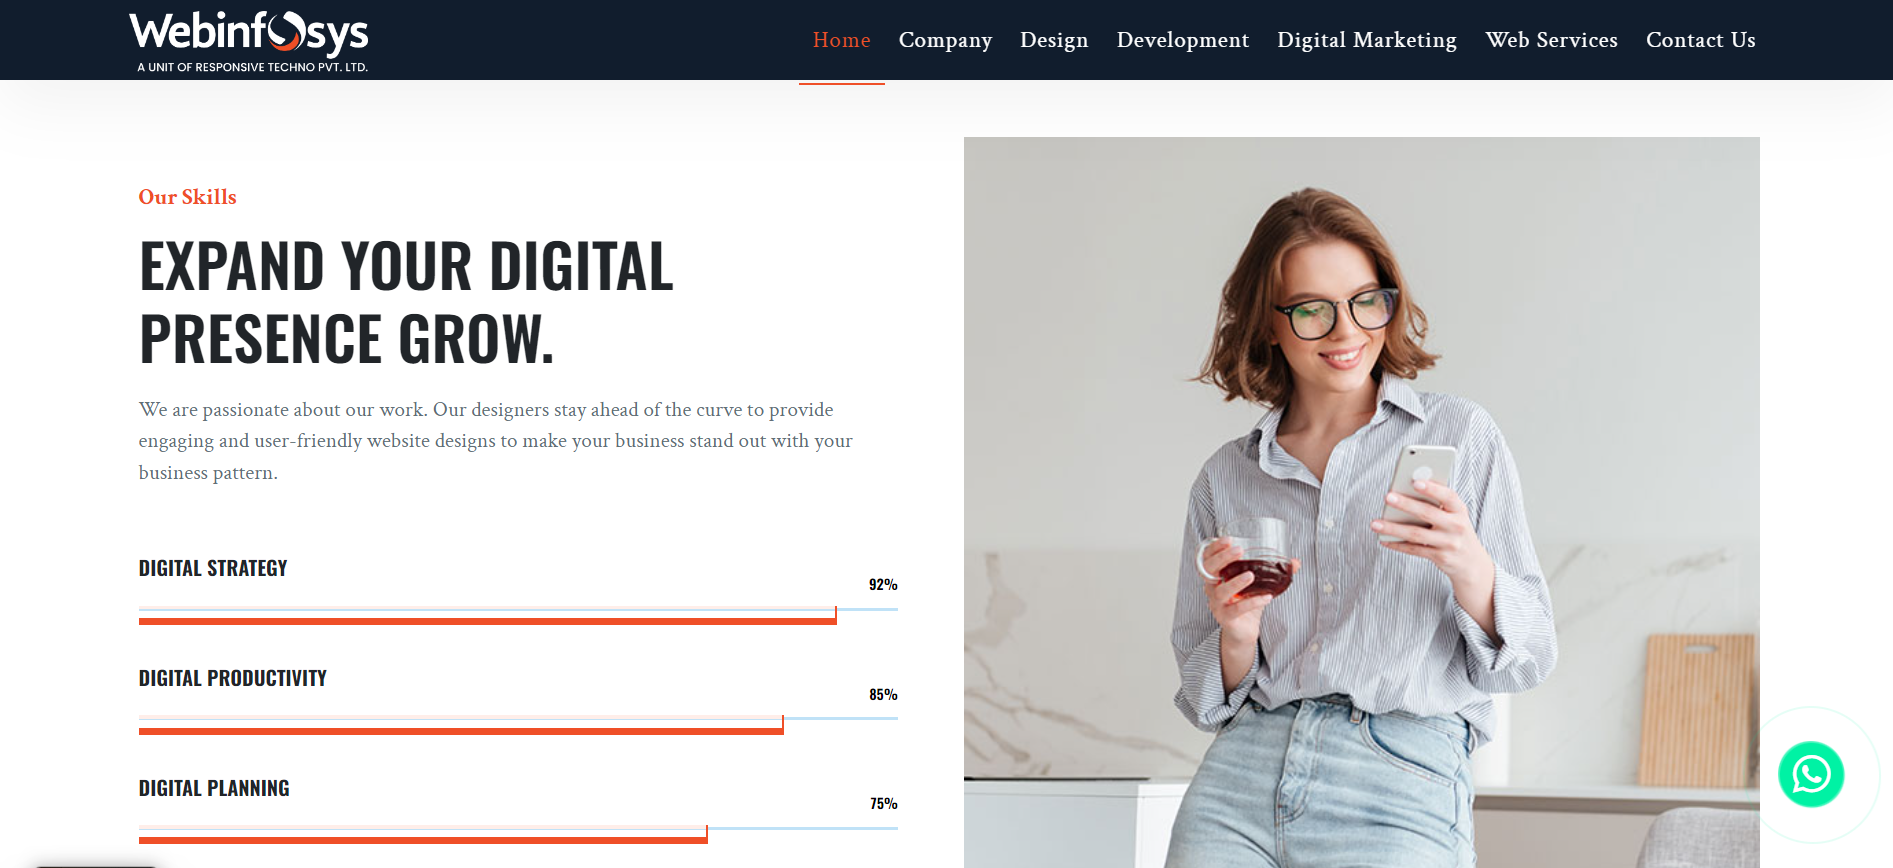 Webinfosys
A UNIT OF RESPONSIVE TECHNO PVT. LTD.
Home Company Design Development Digital Marketing Web Services Contact Us
Our Skills
EXPAND YOUR DIGITAL
PRESENCE GROW.
We are passionate about our work. Our designers stay ahead of the curve to provide
engaging and user-friendly website designs to make your business stand out with your
business pattern.
DIGITAL STRATEGY
92%
DIGITAL PRODUCTIVITY
85%
DIGITAL PLANNING
75%